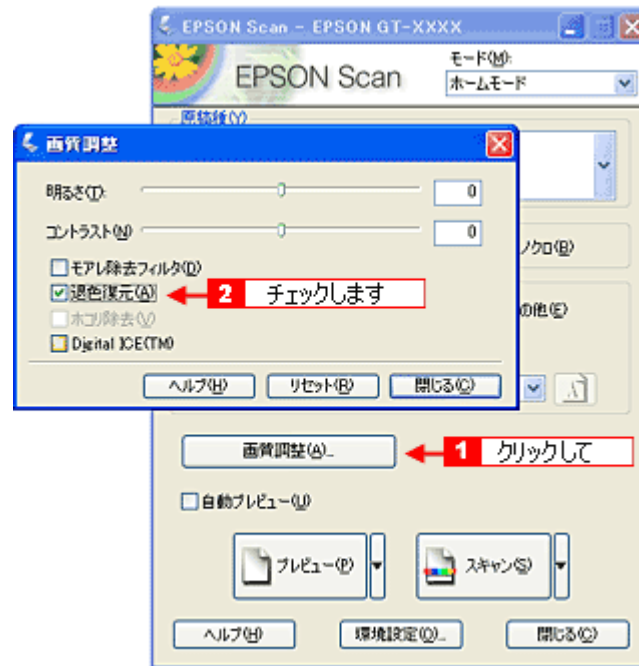 EPSON Scan - EPSON GT-XXXX
EPSON Scan
モード(M):
ホームモード
原稿種(Y)
画質調整
明るさ(T):
0
コントラスト(N)
0
モアレ除去フィルタ(D)
退色復元(A)
2 チェックします
ホコリ除去(V)
Digital ICE(TM)
ヘルプ(H)
リセット(R)
閉じる(C)
ノクロ(B)
の他(E)
画質調整(A)...
1 クリックして
自動プレビュー(U)
プレビュー(P)
スキャン(S)
ヘルプ(H)
環境設定(O)...
閉じる(C)